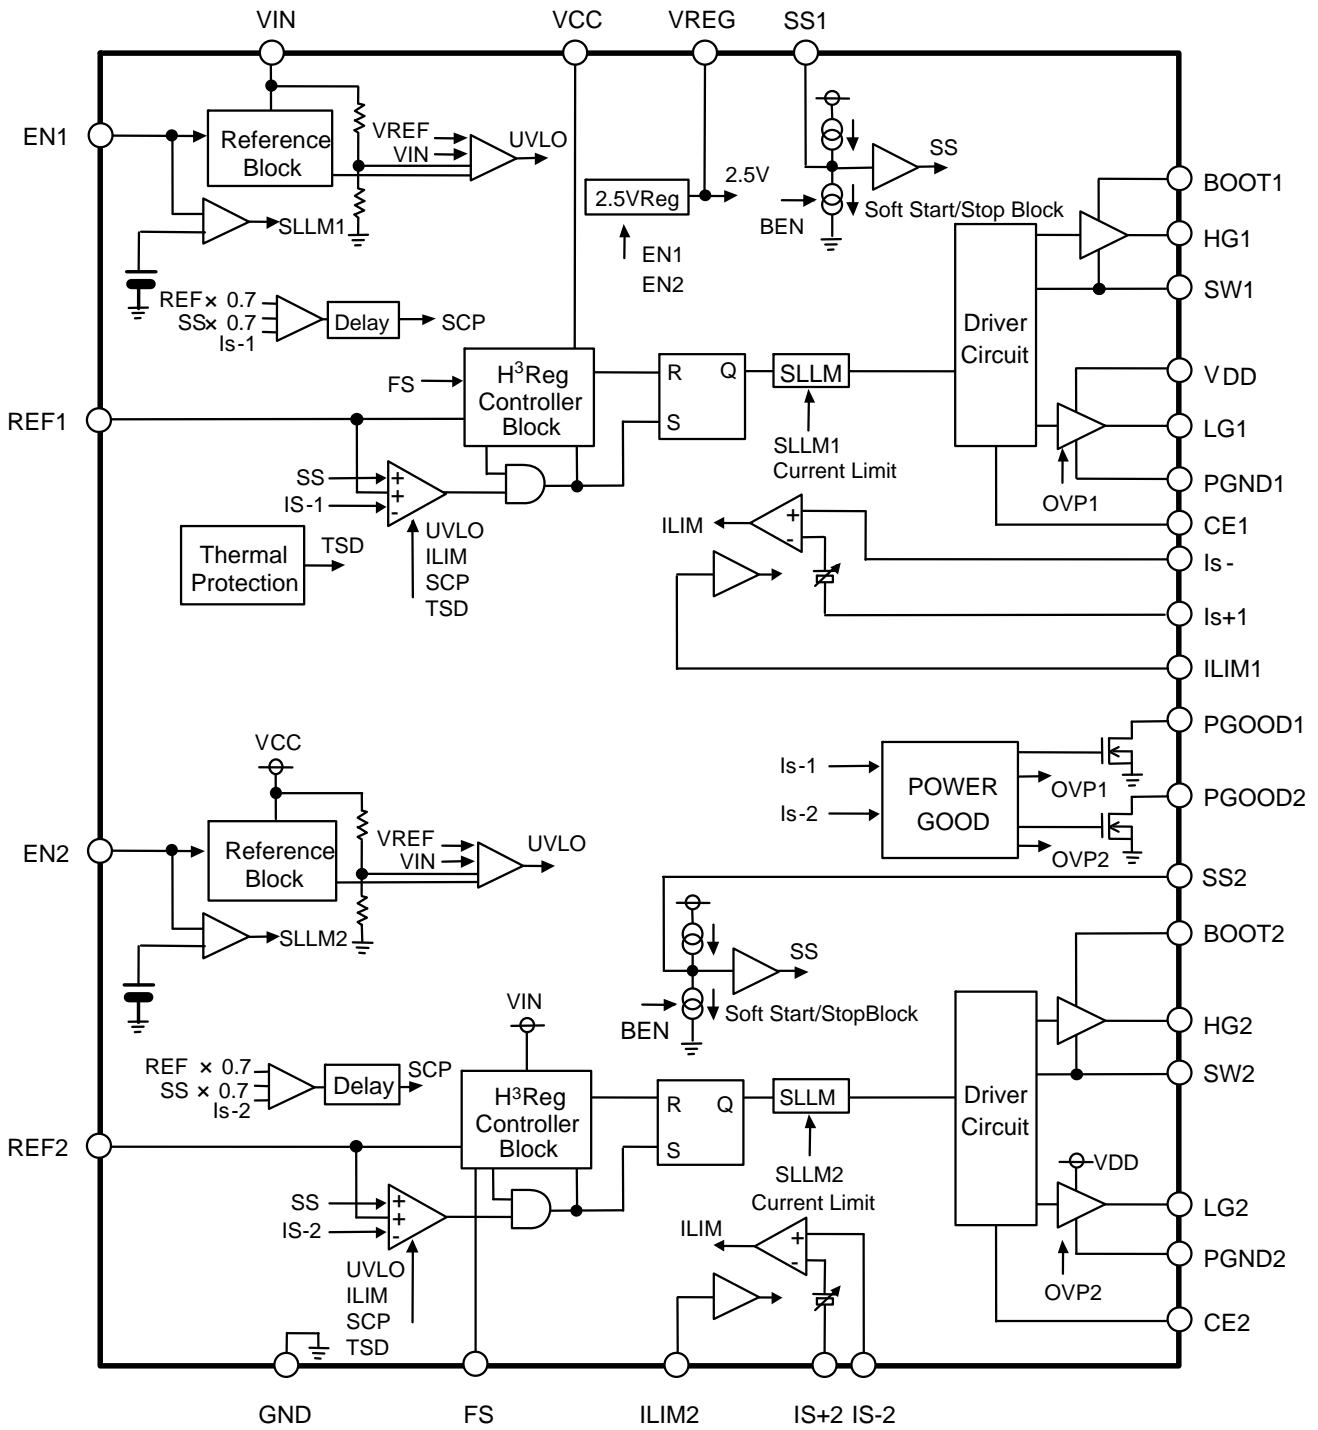 VIN
VCC
VREG
SS1
EN1
Reference
Block
VREF
VIN
UVLO
SLLM1
2.5VReg
2.5V
EN1
EN2
SS
BEN
Soft Start/Stop Block
BOOT1
HG1
SW1
REF× 0.7
SS× 0.7
Is-1
Delay
SCP
FS
H³Reg
Controller
Block
R
Q
S
SLLM
SLLM1
Current Limit
Driver
Circuit
VDD
LG1
PGND1
OVP1
CE1
REF1
SS
IS-1
+
+
-
UVLO
ILIM
SCP
TSD
Thermal
Protection
TSD
ILIM
+
-
Is-
Is+1
ILIM1
PGOOD1
Is-1
Is-2
POWER
GOOD
OVP1
PGOOD2
OVP2
VCC
EN2
Reference
Block
VREF
VIN
UVLO
SLLM2
SS2
SS
BEN
Soft Start/StopBlock
BOOT2
HG2
SW2
VIN
REF × 0.7
SS × 0.7
Is-2
Delay
SCP
H³Reg
Controller
Block
R
Q
S
SLLM
SLLM2
Current Limit
Driver
Circuit
VDD
LG2
PGND2
OVP2
CE2
REF2
SS
IS-2
+
+
-
UVLO
ILIM
SCP
TSD
ILIM
+
-
GND
FS
ILIM2
IS+2
IS-2